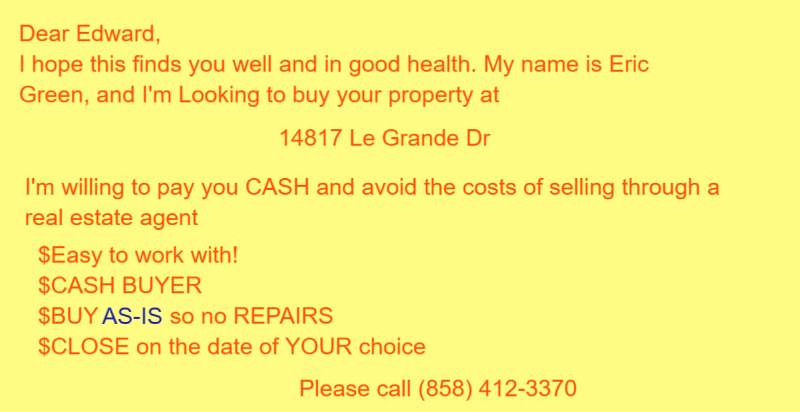 Dear Edward,
I hope this finds you well and in good health. My name is Eric
Green, and I'm Looking to buy your property at
14817 Le Grande Dr
I'm willing to pay you CASH and avoid the costs of selling through a
real estate agent
$Easy to work with!
$CASH BUYER
$BUY AS-IS so no REPAIRS
$CLOSE on the date of YOUR choice
Please call (858) 412-3370